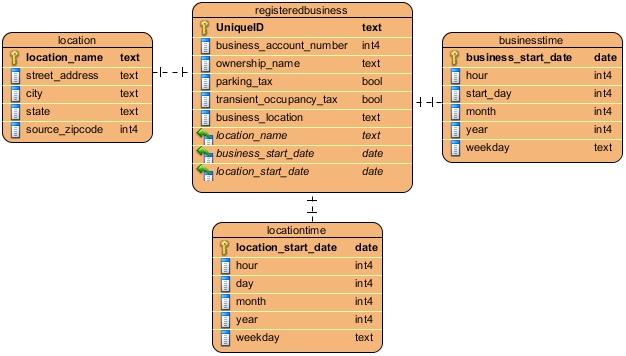 location
location_name text
street_address text
city text
state text
source_zipcode int4
registeredbusiness
UniqueID text
business_account_number int4
ownership_name text
parking_tax bool
transient_occupancy_tax bool
business_location text
location_name text
business_start_date date
location_start_date date
businesstime
business_start_date date
hour int4
start_day int4
month int4
year int4
weekday text
locationtime
location_start_date date
hour int4
day int4
month int4
year int4
weekday text